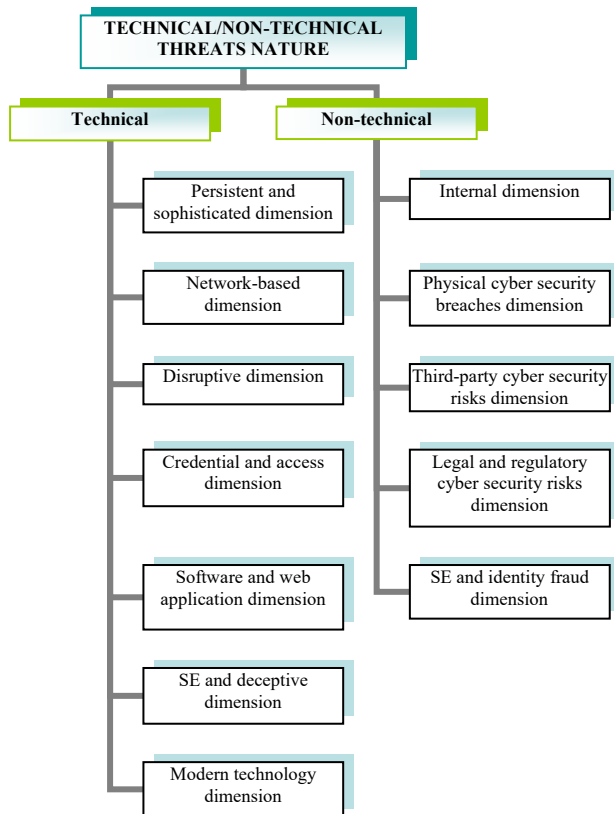 TECHNICAL/NON-TECHNICAL
THREATS NATURE
Technical
Non-technical
Persistent and
sophisticated dimension
Network-based
dimension
Disruptive dimension
Credential and access
dimension
Software and web
application dimension
SE and deceptive
dimension
Modern technology
dimension
Internal dimension
Physical cyber security
breaches dimension
Third-party cyber security
risks dimension
Legal and regulatory
cyber security risks
dimension
SE and identity fraud
dimension